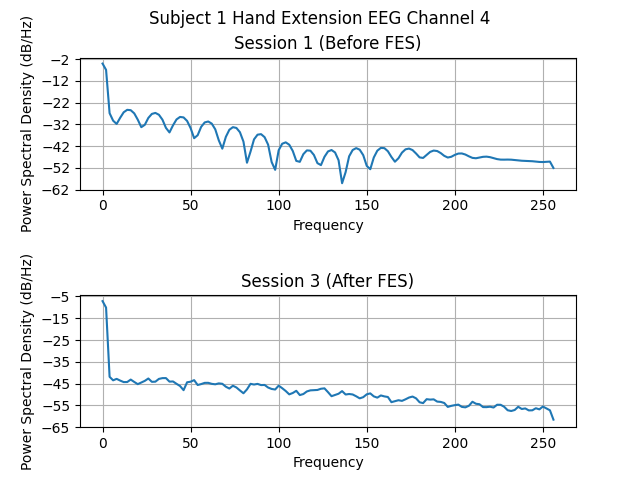 Subject 1 Hand Extension EEG Channel 4
Session 1 (Before FES)
Power Spectral Density (dB/Hz)
−2
−12
−22
−32
−42
−52
−62
0 50 100 150 200 250
Frequency
Session 3 (After FES)
Power Spectral Density (dB/Hz)
−5
−15
−25
−35
−45
−55
−65
0 50 100 150 200 250
Frequency